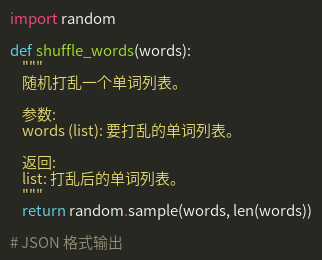 import random
def shuffle_words(words):
"""
随机打乱一个单词列表。
参数:
words (list): 要打乱的单词列表。
返回:
list: 打乱后的单词列表。
"""
return random.sample(words, len(words))
# JSON 格式输出